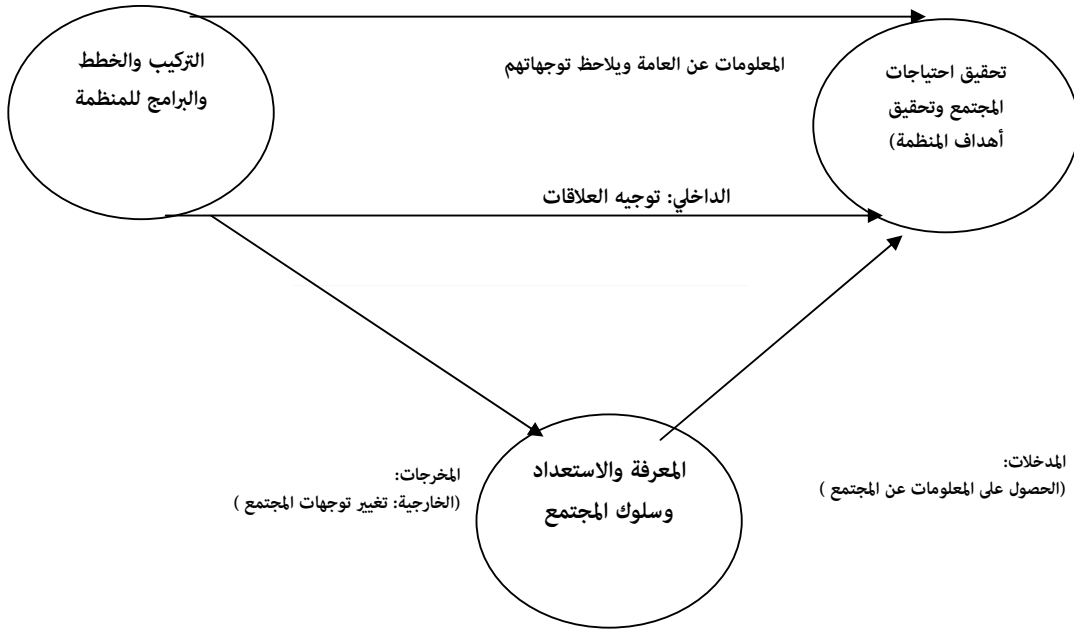 التركيب والخطط
والبرامج للمنظمة
المعلومات عن العامة ويلاحظ توجهاتهم
تحقيق احتياجات
المجتمع وتحقيق
أهداف المنظمة)
الداخلي: توجيه العلاقات
المعرفة والاستعداد
وسلوك المجتمع
المخرجات:
(الخارجية: تغيير توجهات المجتمع )
المدخلات:
(الحصول على المعلومات عن المجتمع )